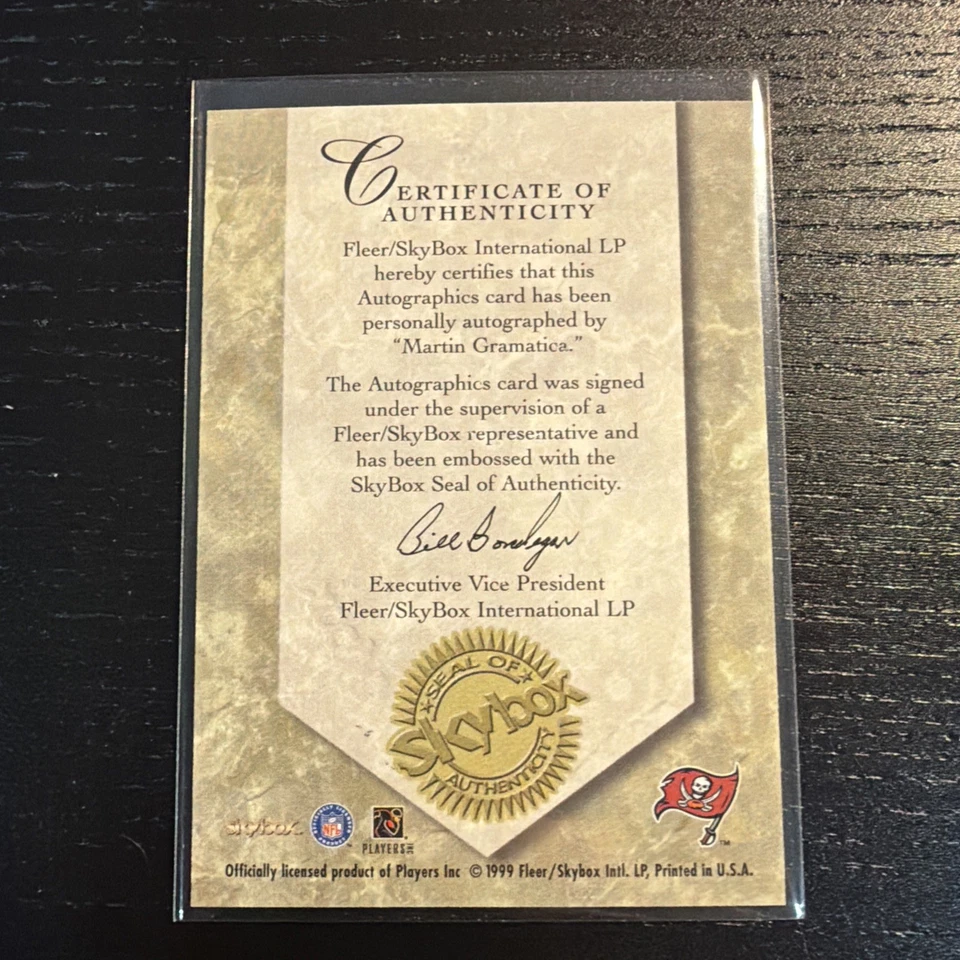 CERTIFICATE OF
AUTHENTICITY
Fleer/SkyBox International LP
hereby certifies that this
Autographics card has been
personally autographed by
“Martin Gramatica.”
The Autographics card was signed
under the supervision of a
Fleer/SkyBox representative and
has been embossed with the
SkyBox Seal of Authenticity.
Executive Vice President
Fleer/SkyBox International LP
SEAL OF
Skybox
AUTHENTICITY
skybox
NFL
PLAYERS INC
TM
Officially licensed product of Players Inc © 1999 Fleer/Skybox Intl. LP, Printed in U.S.A.